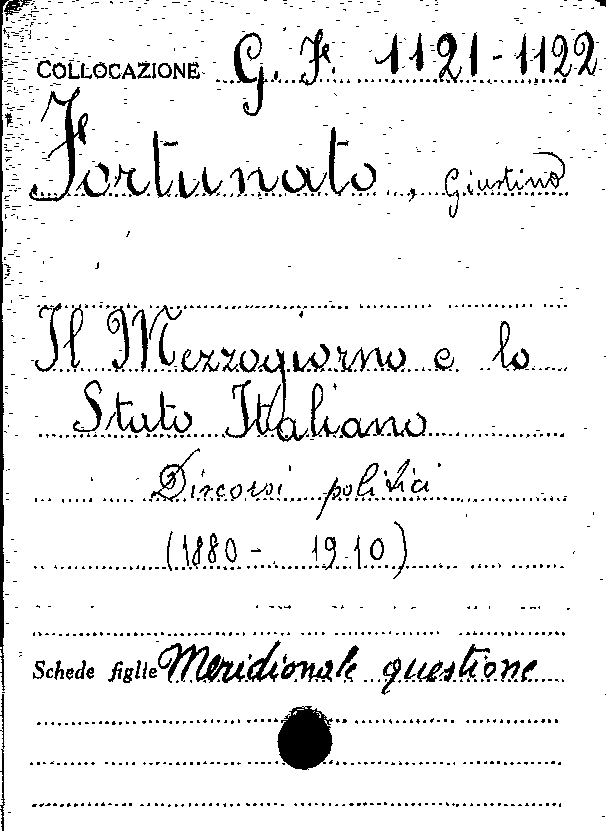 COLLOCAZIONE G. F. 1121-1122
Fortunato, Giustino
Il Mezzogiorno e lo
Stato Italiano
Discorsi politici
(1880 - 1910)
Schede figlie Meridionale questione